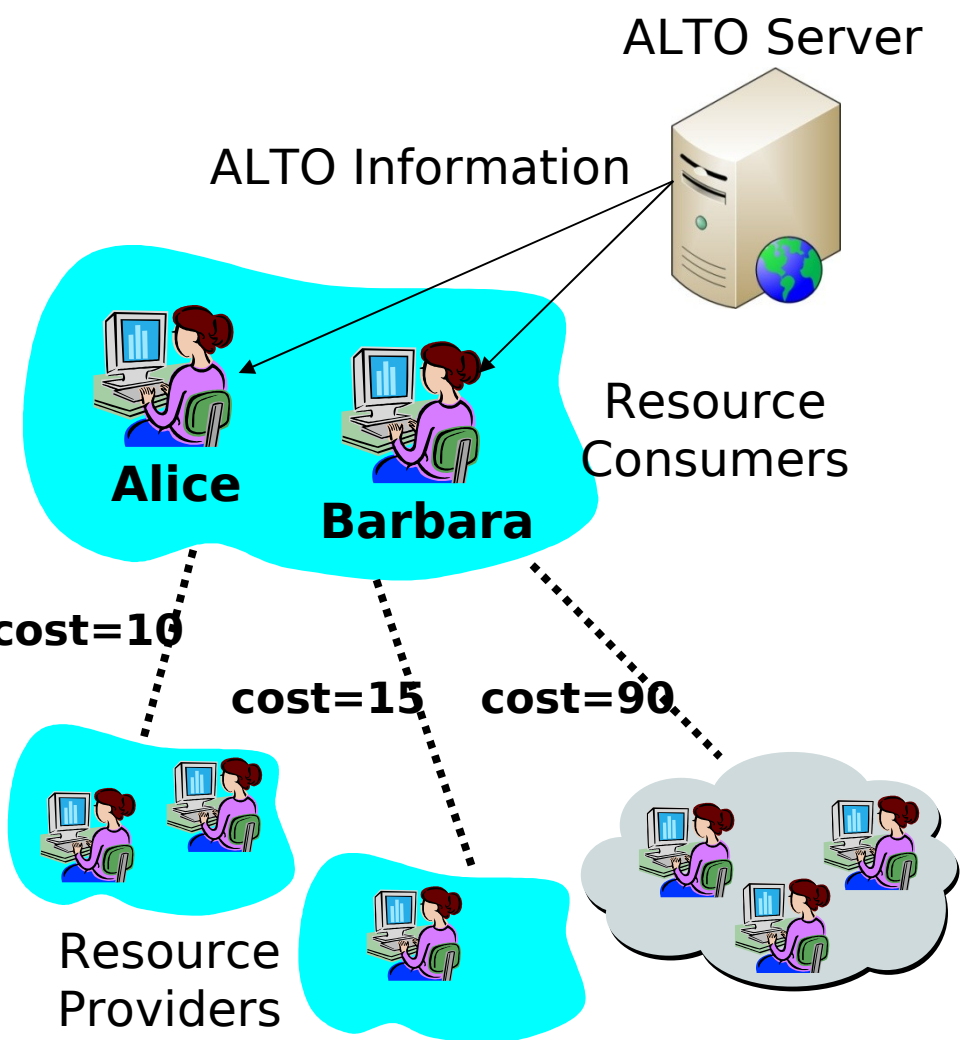 ALTO Server
ALTO Information
Resource
Consumers
Alice
Barbara
cost=10
cost=15
cost=90
Resource
Providers